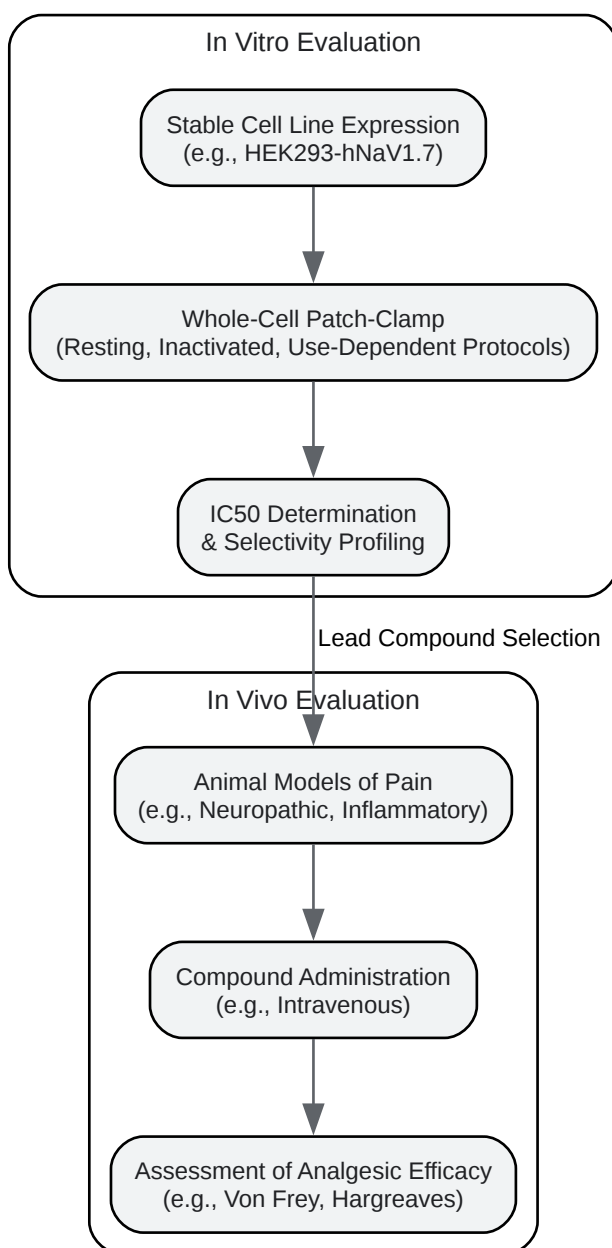 In Vitro Evaluation
Stable Cell Line Expression
(e.g., HEK293-hNaV1.7)
Whole-Cell Patch-Clamp
(Resting, Inactivated, Use-Dependent Protocols)
IC50 Determination
& Selectivity Profiling
Lead Compound Selection
In Vivo Evaluation
Animal Models of Pain
(e.g., Neuropathic, Inflammatory)
Compound Administration
(e.g., Intravenous)
Assessment of Analgesic Efficacy
(e.g., Von Frey, Hargreaves)